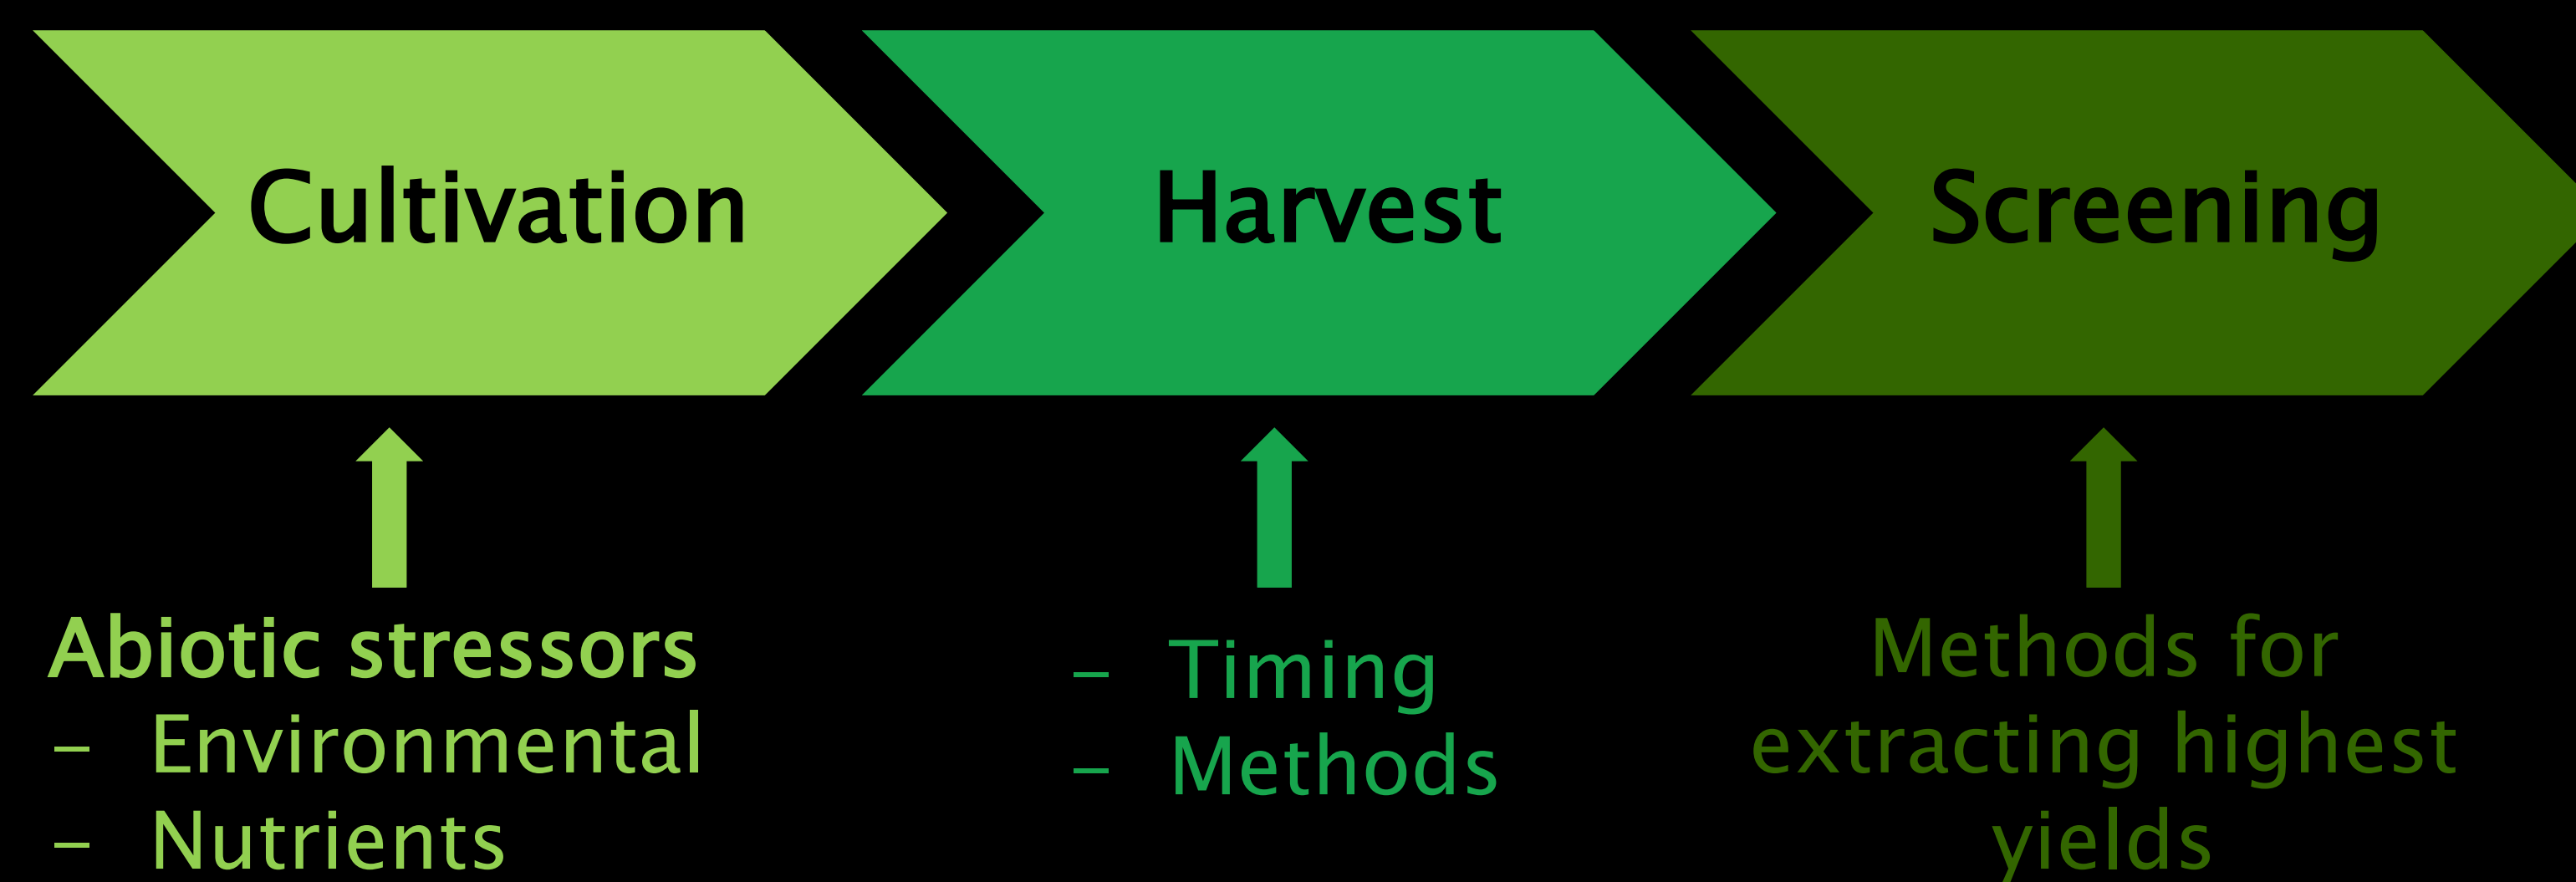 Cultivation
Harvest
Screening
Abiotic stressors
- Environmental
- Nutrients
- Timing
- Methods
Methods for
extracting highest
yields